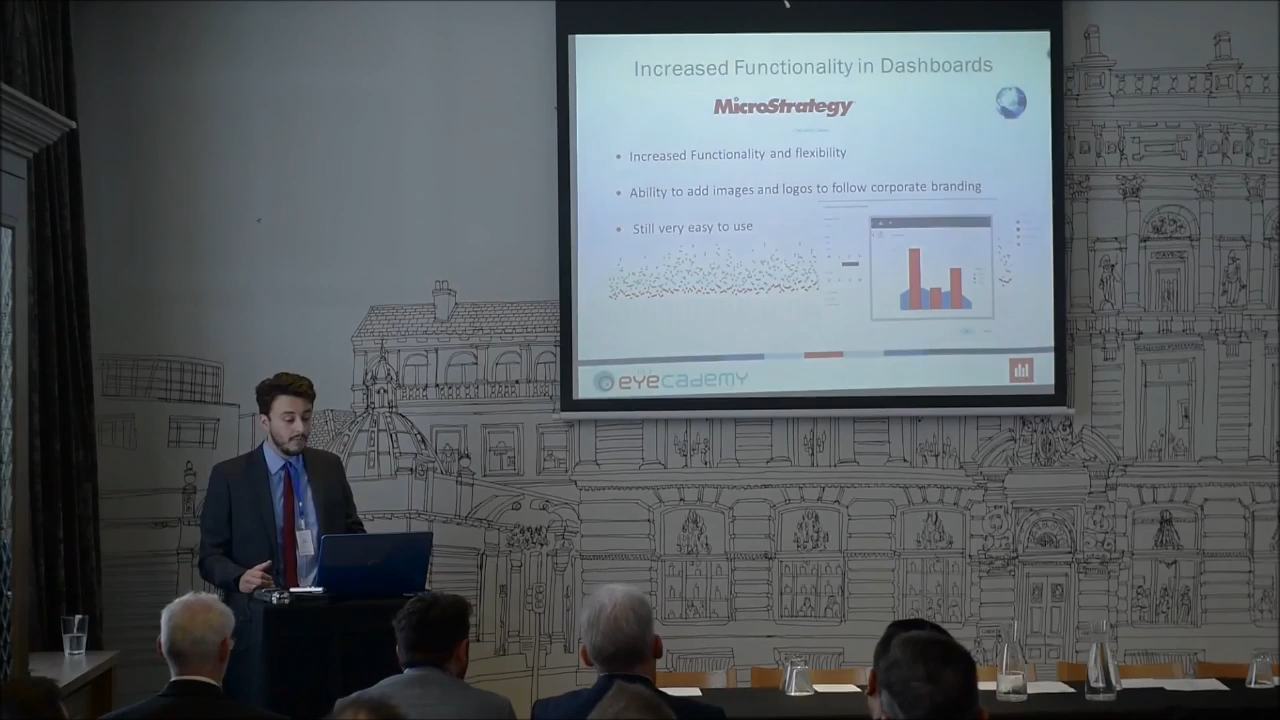 Increased Functionality in Dashboards
MicroStrategy
• Increased Functionality and flexibility
• Ability to add images and logos to follow corporate branding
• Still very easy to use
eyecademy